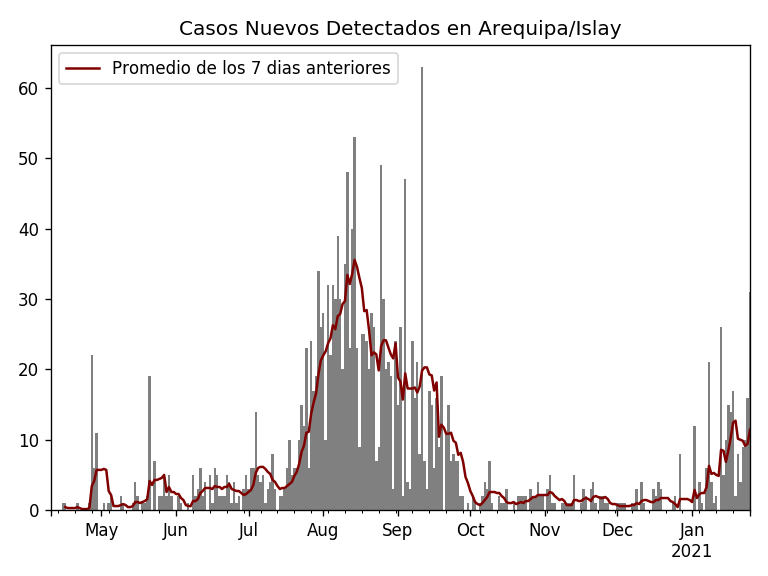 Casos Nuevos Detectados en Arequipa/Islay
Promedio de los 7 dias anteriores
60
50
40
30
20
10
0
May Jun Jul Aug Sep Oct Nov Dec Jan
2021